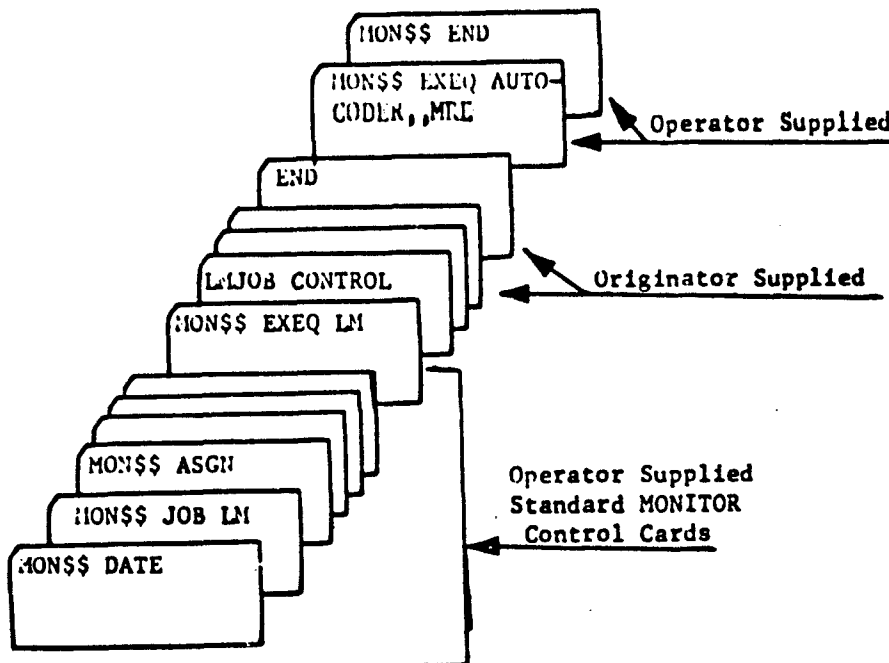 MON$$ END
MON$$ EXEQ AUTO-
CODER,,MRE
Operator Supplied
END
Originator Supplied
LMJOB CONTROL
MON$$ EXEQ LM
MON$$ ASGN
Operator Supplied
Standard MONITOR
Control Cards
MON$$ JOB LM
MON$$ DATE